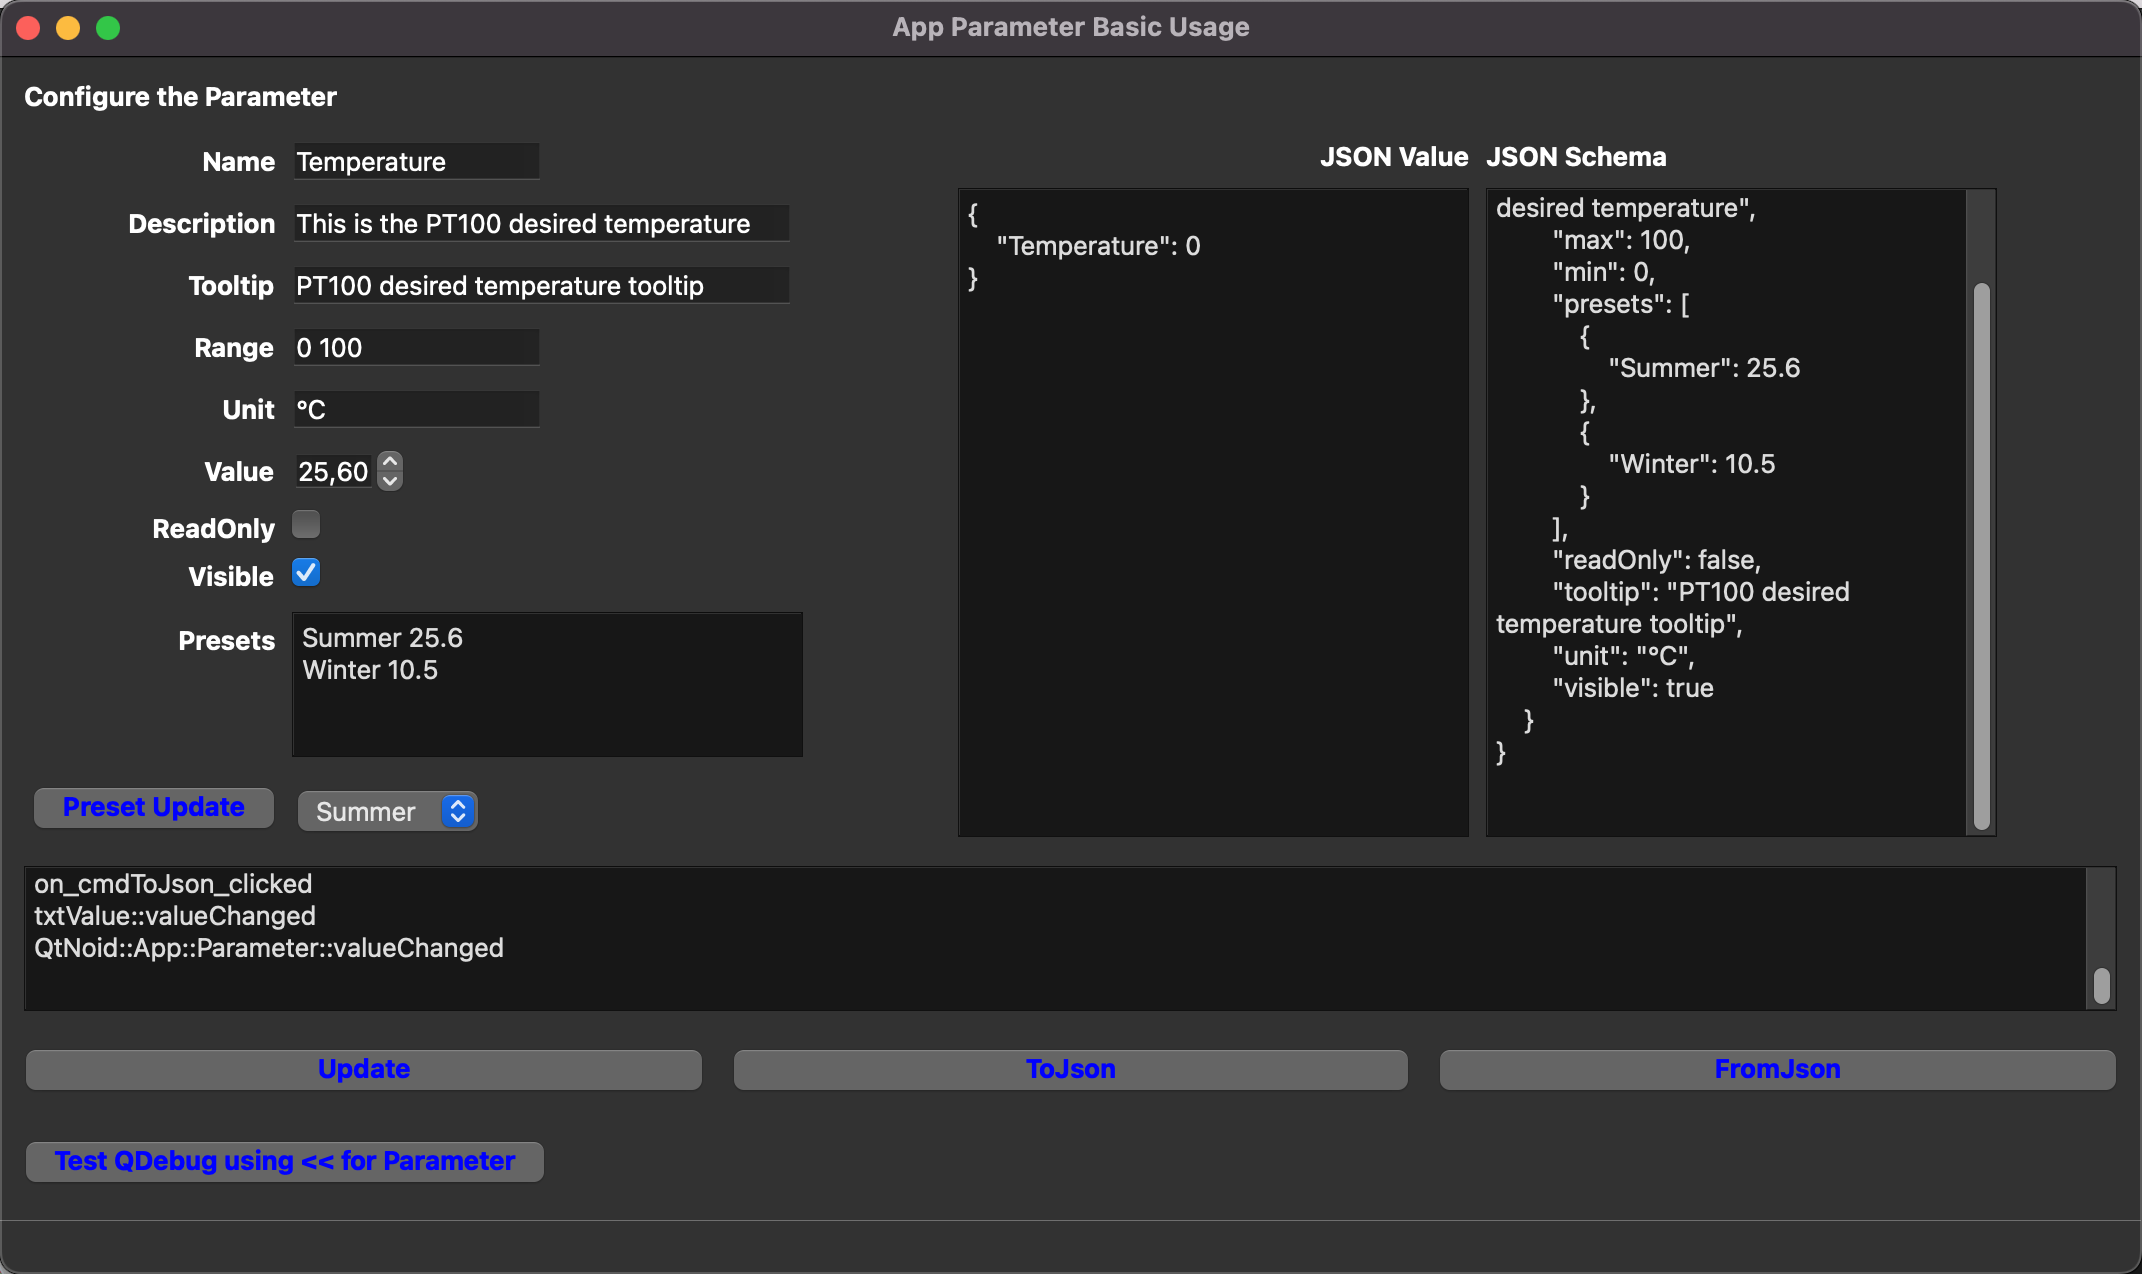 App Parameter Basic Usage
Configure the Parameter
Name Temperature
Description This is the PT100 desired temperature
Tooltip PT100 desired temperature tooltip
Range 0 100
Unit °C
Value 25,60
ReadOnly
Visible
Presets Summer 25.6
Winter 10.5
Preset Update Summer
JSON Value
{
"Temperature": 0
}
JSON Schema
desired temperature",
"max": 100,
"min": 0,
"presets": [
{
"Summer": 25.6
},
{
"Winter": 10.5
}
],
"readOnly": false,
"tooltip": "PT100 desired
temperature tooltip",
"unit": "°C",
"visible": true
}
}
on_cmdToJson_clicked
txtValue::valueChanged
QtNoid::App::Parameter::valueChanged
Update ToJson FromJson
Test QDebug using << for Parameter